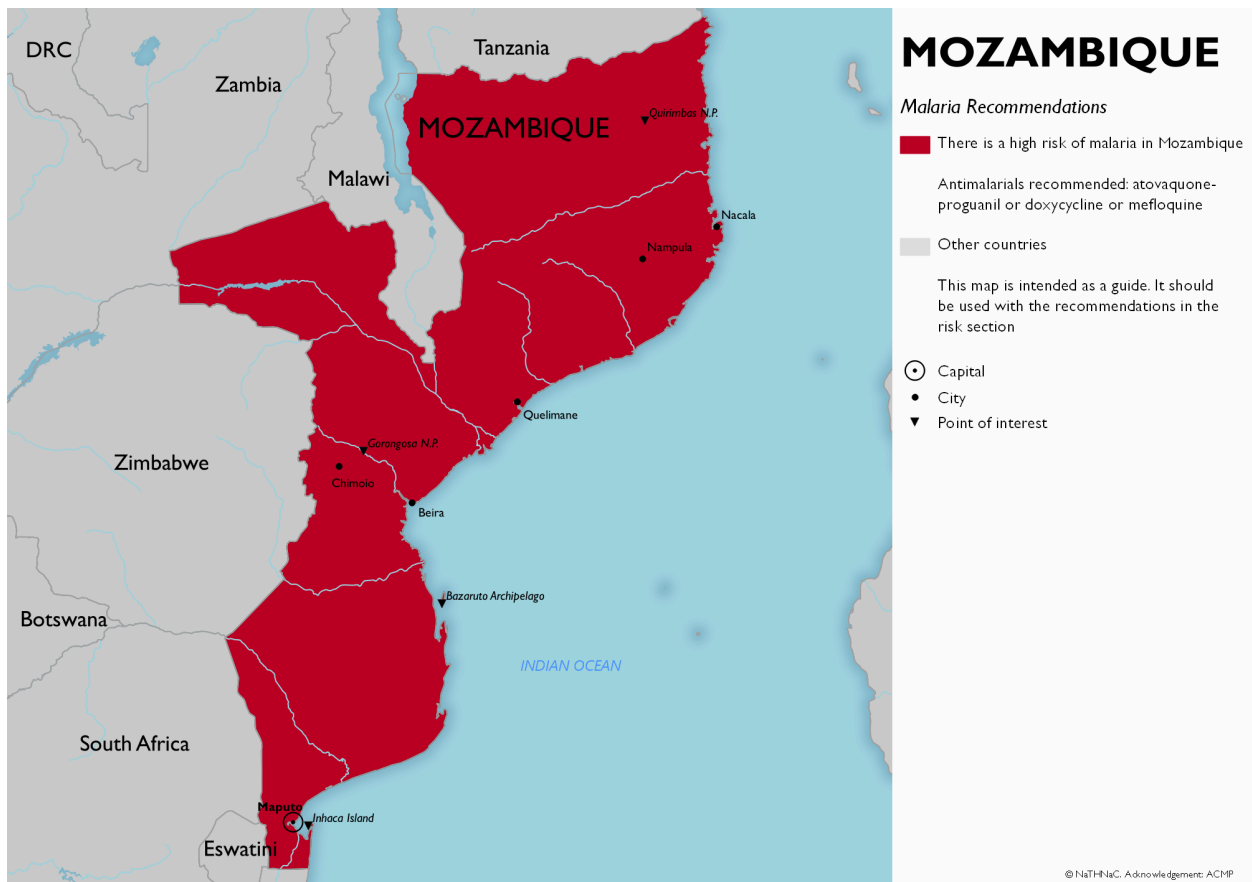 DRC
Zambia
Tanzania
MOZAMBIQUE
Quirimbas N.P.
Malawi
Nacala
Nampula
Quelimane
Gorongosa N.P.
Zimbabwe
Chimoio
Beira
Bazaruto Archipelago
Botswana
INDIAN OCEAN
South Africa
Maputo
Inhaca Island
Eswatini
MOZAMBIQUE
Malaria Recommendations
There is a high risk of malaria in Mozambique
Antimalarials recommended: atovaquone-
proguanil or doxycycline or mefloquine
Other countries
This map is intended as a guide. It should
be used with the recommendations in the
risk section
Capital
City
Point of interest
© NaTHNaC. Acknowledgement: ACMP